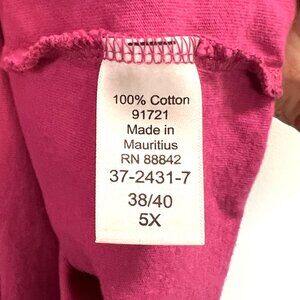 100% Cotton
91721
Made in
Mauritius
RN 88842
37-2431-7
38/40
5X